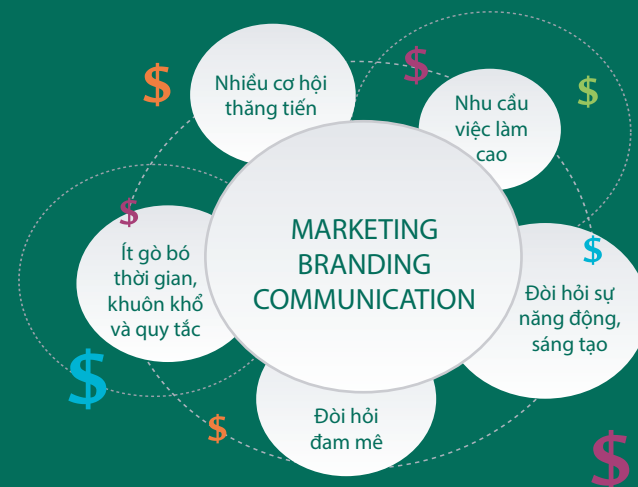 Nhiều cơ hội
thăng tiến
Nhu cầu
việc làm
cao
MARKETING
BRANDING
COMMUNICATION
Ít gò bó
thời gian,
khuôn khổ
và quy tắc
Đòi hỏi sự
năng động,
sáng tạo
Đòi hỏi
đam mê
$
$
$
$
$
$
$
$